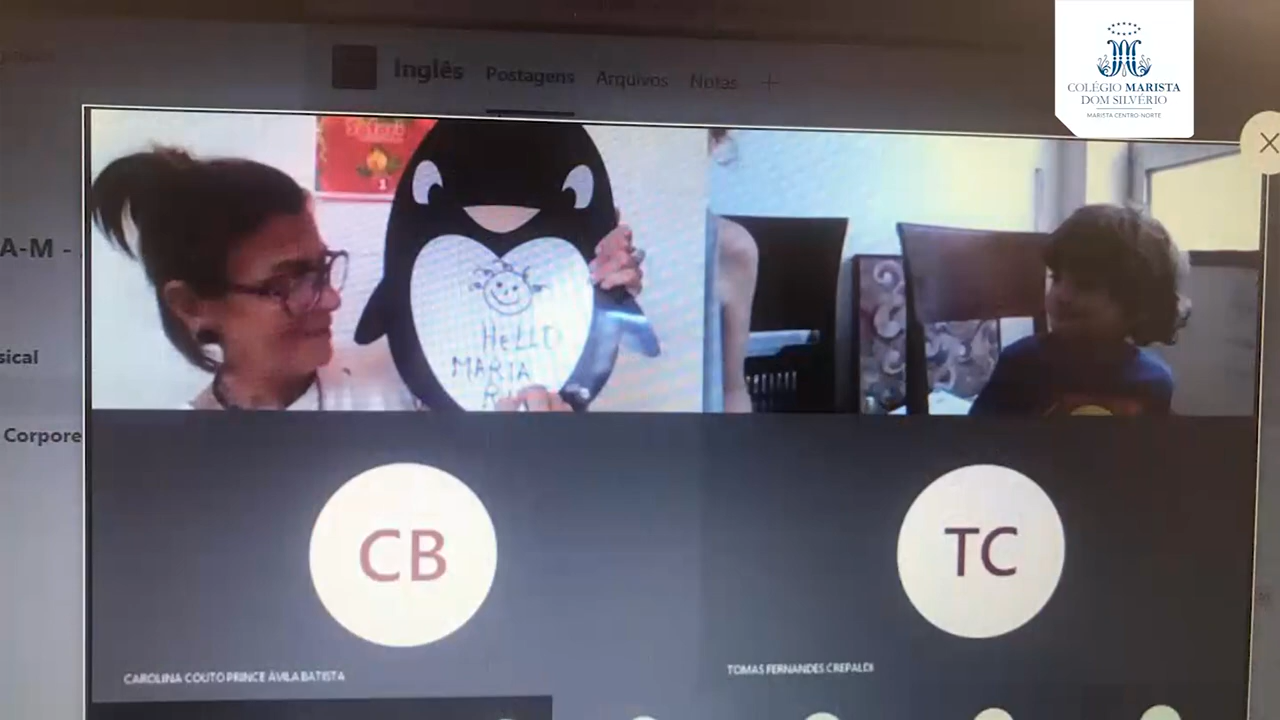 Inglês Postagens Arquivos Notas +
COLÉGIO MARISTA
DOM SILVÉRIO
MARISTA CENTRO-NORTE
A-M -
1
HELLO
MARIA
sical
Corpore
CB
TC
CAROLINA COUTO PRINCE ÁVILA BATISTA
TOMAS FERNANDES CREPALDI